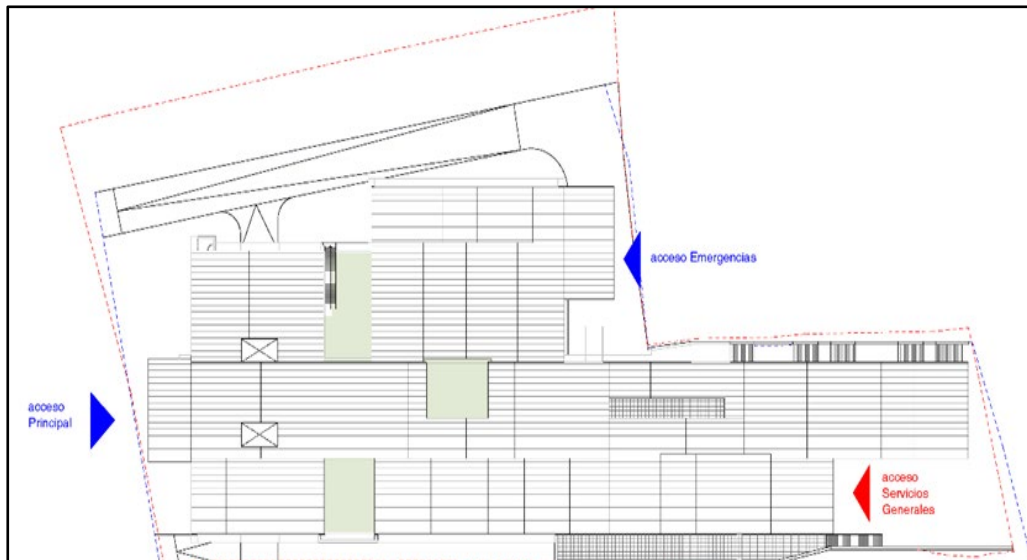 acceso Emergencias
acceso
Principal
acceso
Servicios
Generales